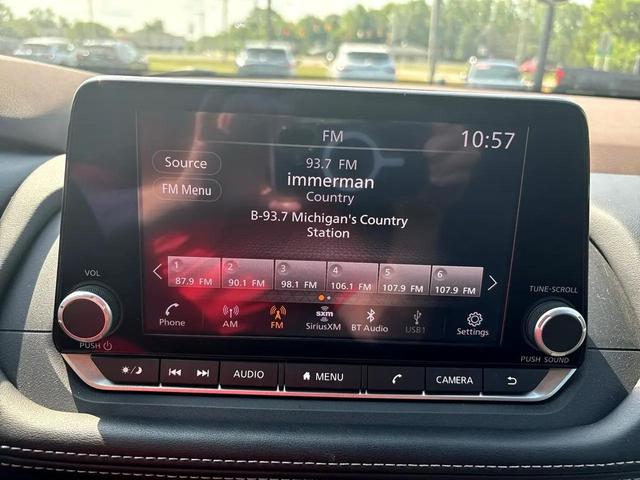 FM
10:57
Source
93.7 FM
immerman
FM Menu
Country
B-93.7 Michigan's Country
Station
1 2 3 4 5 6
87.9 FM 90.1 FM 98.1 FM 106.1 FM 107.9 FM 107.9 FM
VOL
TUNE-SCROLL
Phone AM FM sxm SiriusXM BT Audio USB1 Settings
PUSH
PUSH SOUND
AUDIO MENU CAMERA